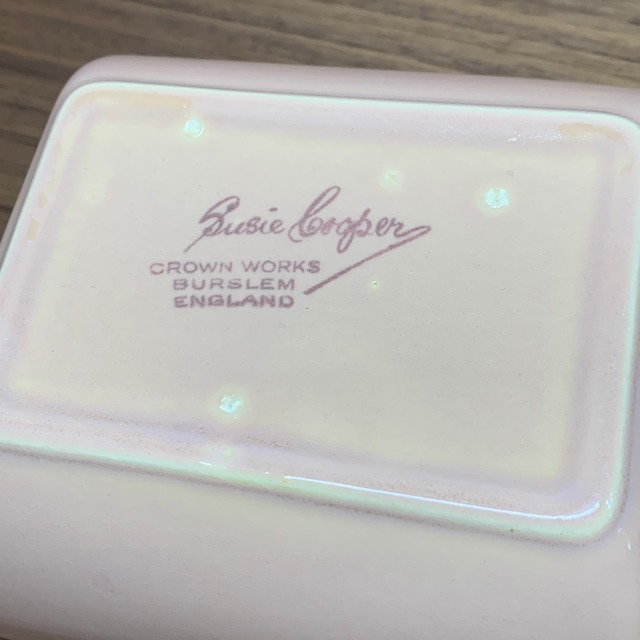 Susie Cooper
CROWN WORKS
BURSLEM
ENGLAND